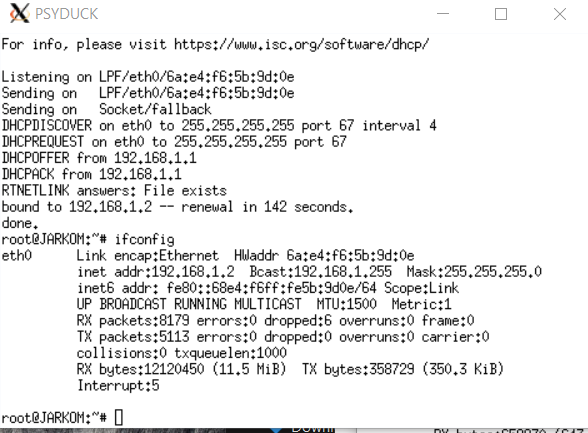 PSYDUCK
For info, please visit https://www.isc.org/software/dhcp/
Listening on LPF/eth0/6a:e4:f6:5b:9d:0e
Sending on   LPF/eth0/6a:e4:f6:5b:9d:0e
Sending on   Socket/fallback
DHCPDISCOVER on eth0 to 255.255.255.255 port 67 interval 4
DHCPREQUEST on eth0 to 255.255.255.255 port 67
DHCPOFFER from 192.168.1.1
DHCPACK from 192.168.1.1
RTNETLINK answers: File exists
bound to 192.168.1.2 -- renewal in 142 seconds.
done.
root@JARKOM:~# ifconfig
eth0      Link encap:Ethernet  HWaddr 6a:e4:f6:5b:9d:0e
          inet addr:192.168.1.2  Bcast:192.168.1.255  Mask:255.255.255.0
          inet6 addr: fe80::68e4:f6ff:fe5b:9d0e/64 Scope:Link
          UP BROADCAST RUNNING MULTICAST  MTU:1500  Metric:1
          RX packets:8179 errors:0 dropped:6 overruns:0 frame:0
          TX packets:5113 errors:0 dropped:0 overruns:0 carrier:0
          collisions:0 txqueuelen:1000
          RX bytes:12120450 (11.5 MiB)  TX bytes:358729 (350.3 KiB)
          Interrupt:5
root@JARKOM:~#